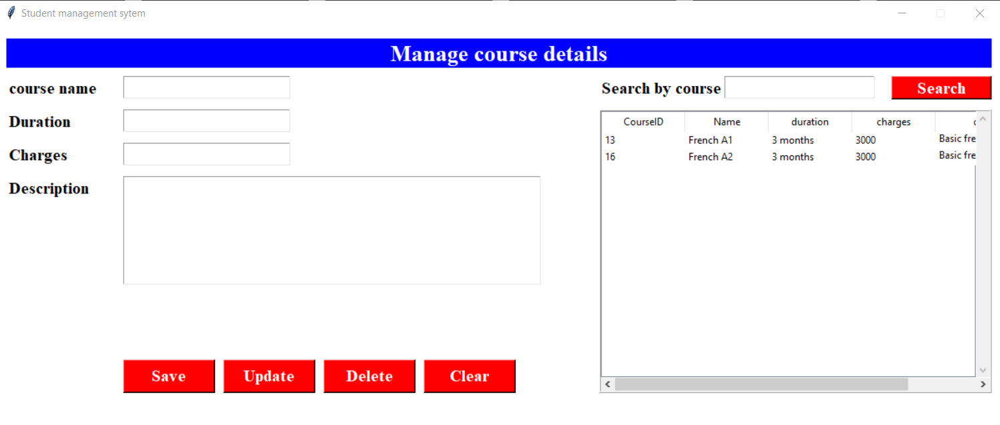 Student management sytem
Manage course details
course name
Duration
Charges
Description
Save Update Delete Clear
Search by course Search
CourseID Name duration charges
13 French A1 3 months 3000 Basic fre
16 French A2 3 months 3000 Basic fre